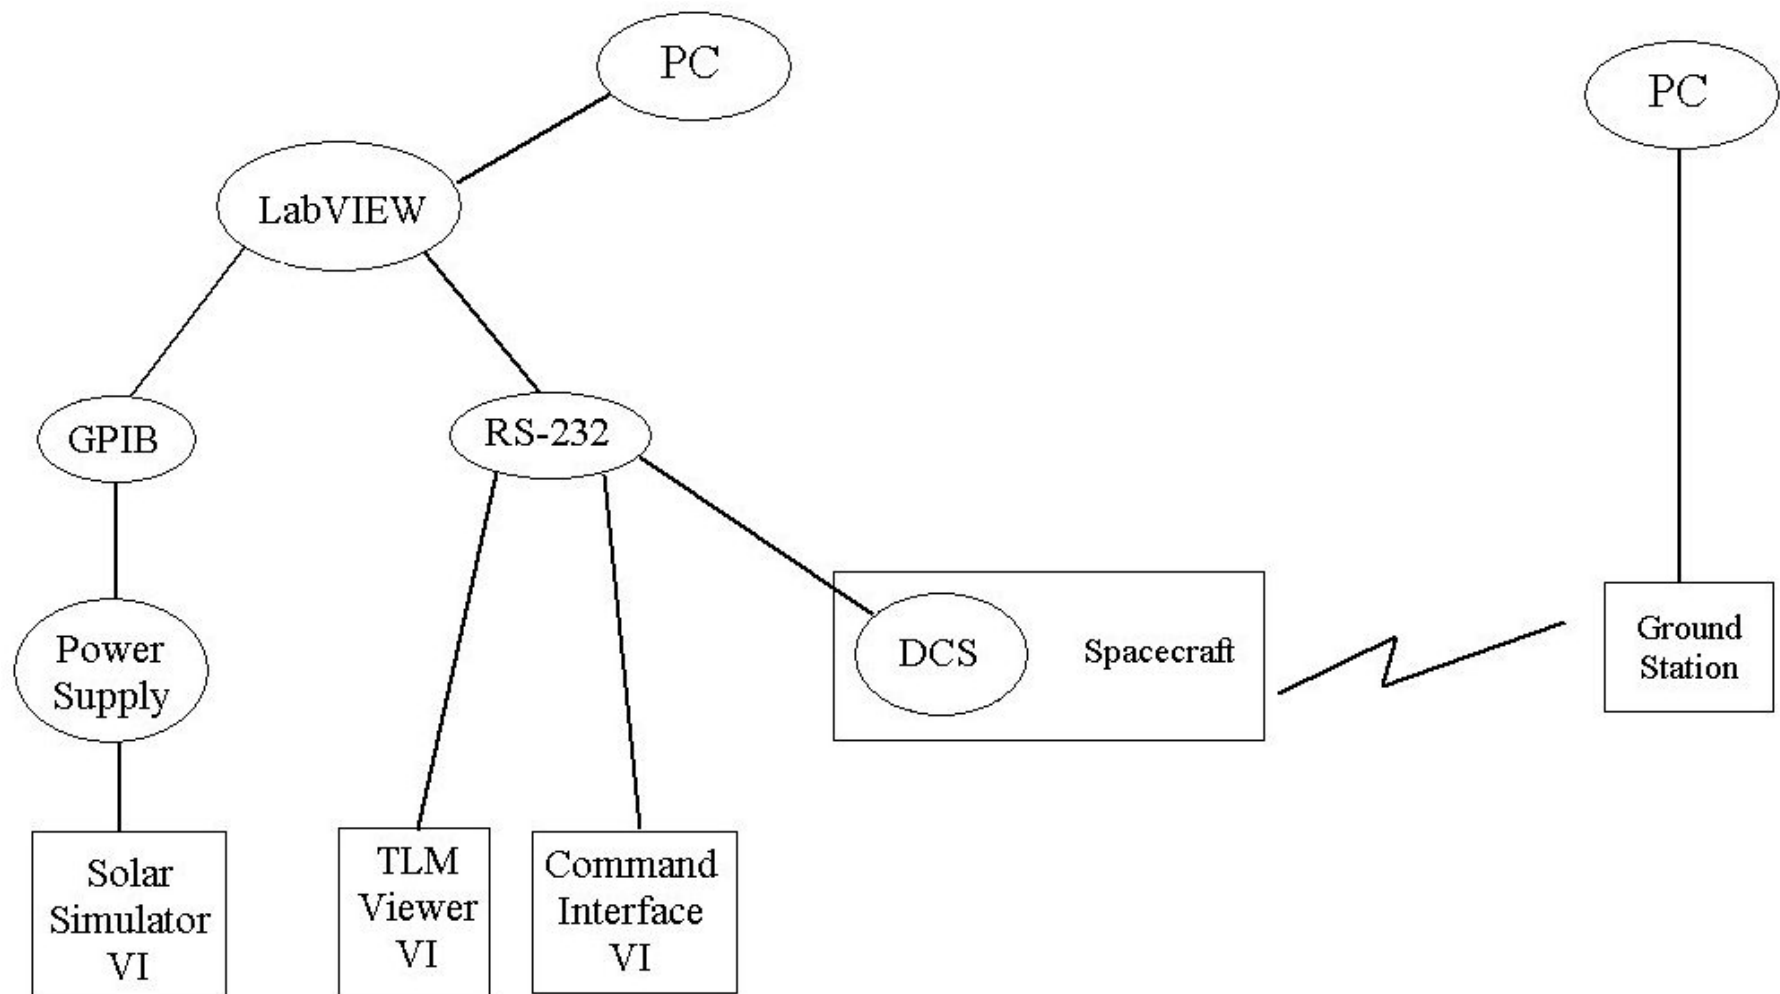 PC
PC
LabVIEW
GPIB
RS-232
Power
Supply
DCS
Spacecraft
Ground
Station
Solar
Simulator
VI
TLM
Viewer
VI
Command
Interface
VI